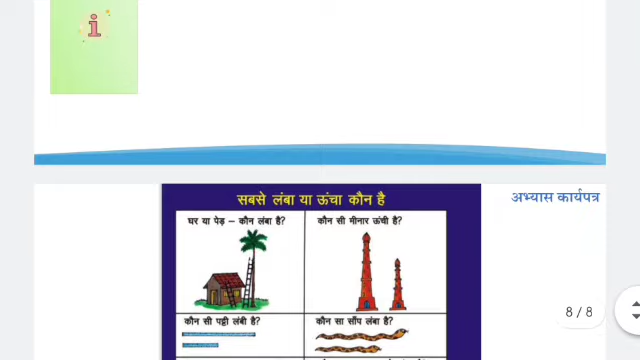 i
सबसे लंबा या ऊंचा कौन है
अभ्यास कार्यपत्र
घर या पेड़ – कौन लंबा है?
कौन सी मीनार ऊंची है?
8 / 8
कौन सी पट्टी लंबी है?
कौन सा साँप लंबा है?